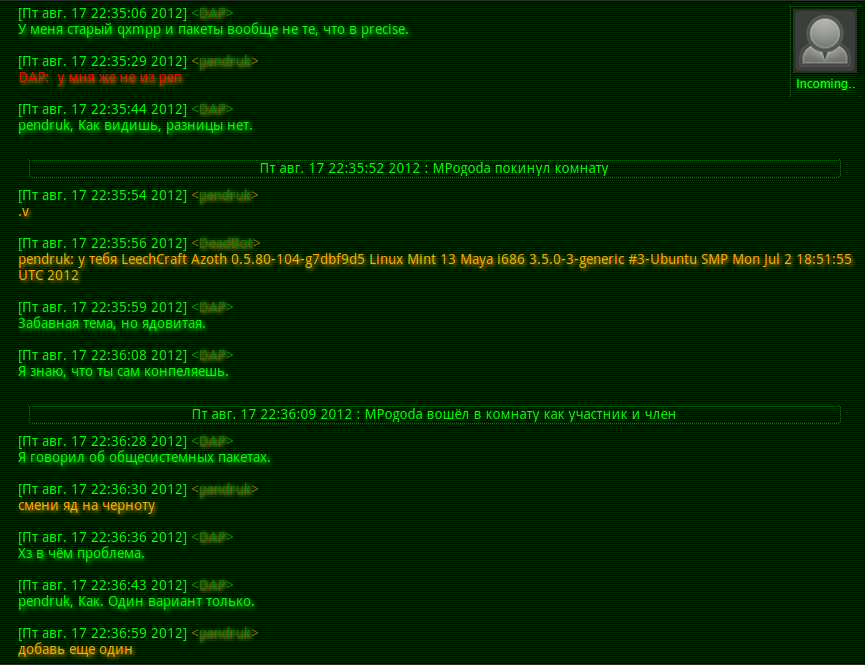 [Пт авг. 17 22:35:06 2012] <DAP>
У меня старый qxmpp и пакеты вообще не те, что в precise.
[Пт авг. 17 22:35:29 2012] <pendruk>
DAP: у мня же не из реп
Incoming..
[Пт авг. 17 22:35:44 2012] <DAP>
pendruk, Как видишь, разницы нет.
Пт авг. 17 22:35:52 2012 : MPogoda покинул комнату
[Пт авг. 17 22:35:54 2012] <pendruk>
.v
[Пт авг. 17 22:35:56 2012] <DeadBot>
pendruk: у тебя LeechCraft Azoth 0.5.80-104-g7dbf9d5 Linux Mint 13 Maya i686 3.5.0-3-generic #3-Ubuntu SMP Mon Jul 2 18:51:55
UTC 2012
[Пт авг. 17 22:35:59 2012] <DAP>
Забавная тема, но ядовитая.
[Пт авг. 17 22:36:08 2012] <DAP>
Я знаю, что ты сам конпеляешь.
Пт авг. 17 22:36:09 2012 : MPogoda вошёл в комнату как участник и член
[Пт авг. 17 22:36:28 2012] <DAP>
Я говорил об общесистемных пакетах.
[Пт авг. 17 22:36:30 2012] <pendruk>
смени яд на черноту
[Пт авг. 17 22:36:36 2012] <DAP>
Хз в чём проблема.
[Пт авг. 17 22:36:43 2012] <DAP>
pendruk, Как. Один вариант только.
[Пт авг. 17 22:36:59 2012] <pendruk>
добавь еще один